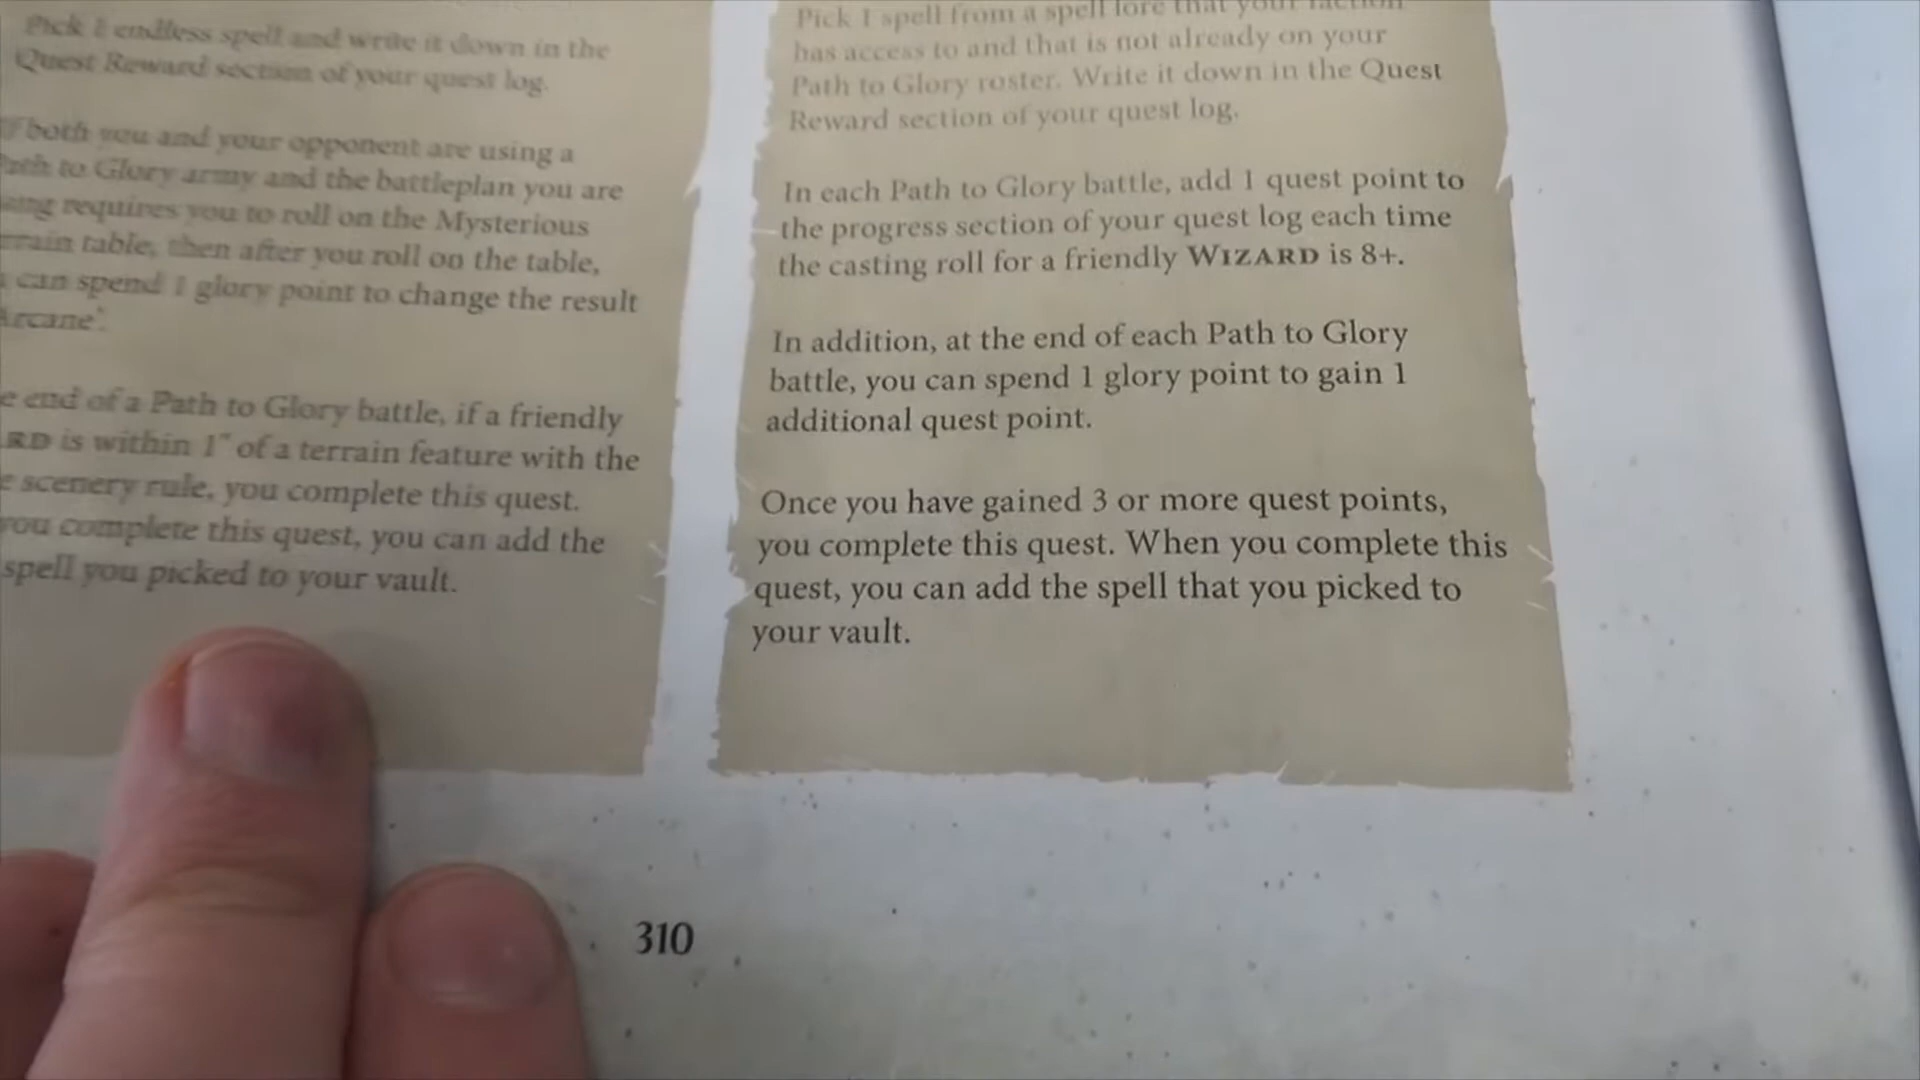 Pick 1 endless spell and write it down in the
Quest Reward section of your quest log.
If both you and your opponent are using a
Path to Glory army and the battleplan you are
using requires you to roll on the Mysterious
terrain table, then after you roll on the table,
can spend 1 glory point to change the result
Arcane'.
e end of a Path to Glory battle, if a friendly
ARD is within 1" of a terrain feature with the
e scenery rule, you complete this quest.
you complete this quest, you can add the
spell you picked to your vault.
Pick 1 spell from a spell lore that your faction
has access to and that is not already on your
Path to Glory roster. Write it down in the Quest
Reward section of your quest log.
In each Path to Glory battle, add 1 quest point to
the progress section of your quest log each time
the casting roll for a friendly WIZARD is 8+.
In addition, at the end of each Path to Glory
battle, you can spend 1 glory point to gain 1
additional quest point.
Once you have gained 3 or more quest points,
you complete this quest. When you complete this
quest, you can add the spell that you picked to
your vault.
310